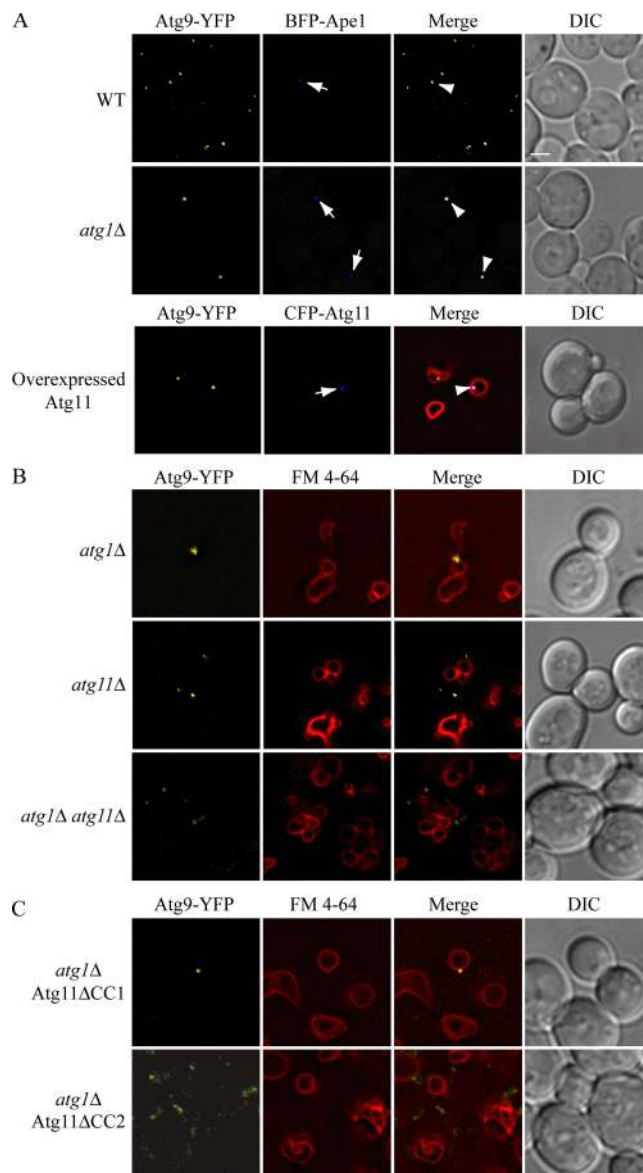 A
Atg9-YFP BFP-Ape1 Merge DIC
WT
atg1Δ
Atg9-YFP CFP-Atg11 Merge DIC
Overexpressed
Atg11
B
Atg9-YFP FM 4-64 Merge DIC
atg1Δ
atg11Δ
atg1Δ atg11Δ
C
Atg9-YFP FM 4-64 Merge DIC
atg1Δ
Atg11ΔCC1
atg1Δ
Atg11ΔCC2